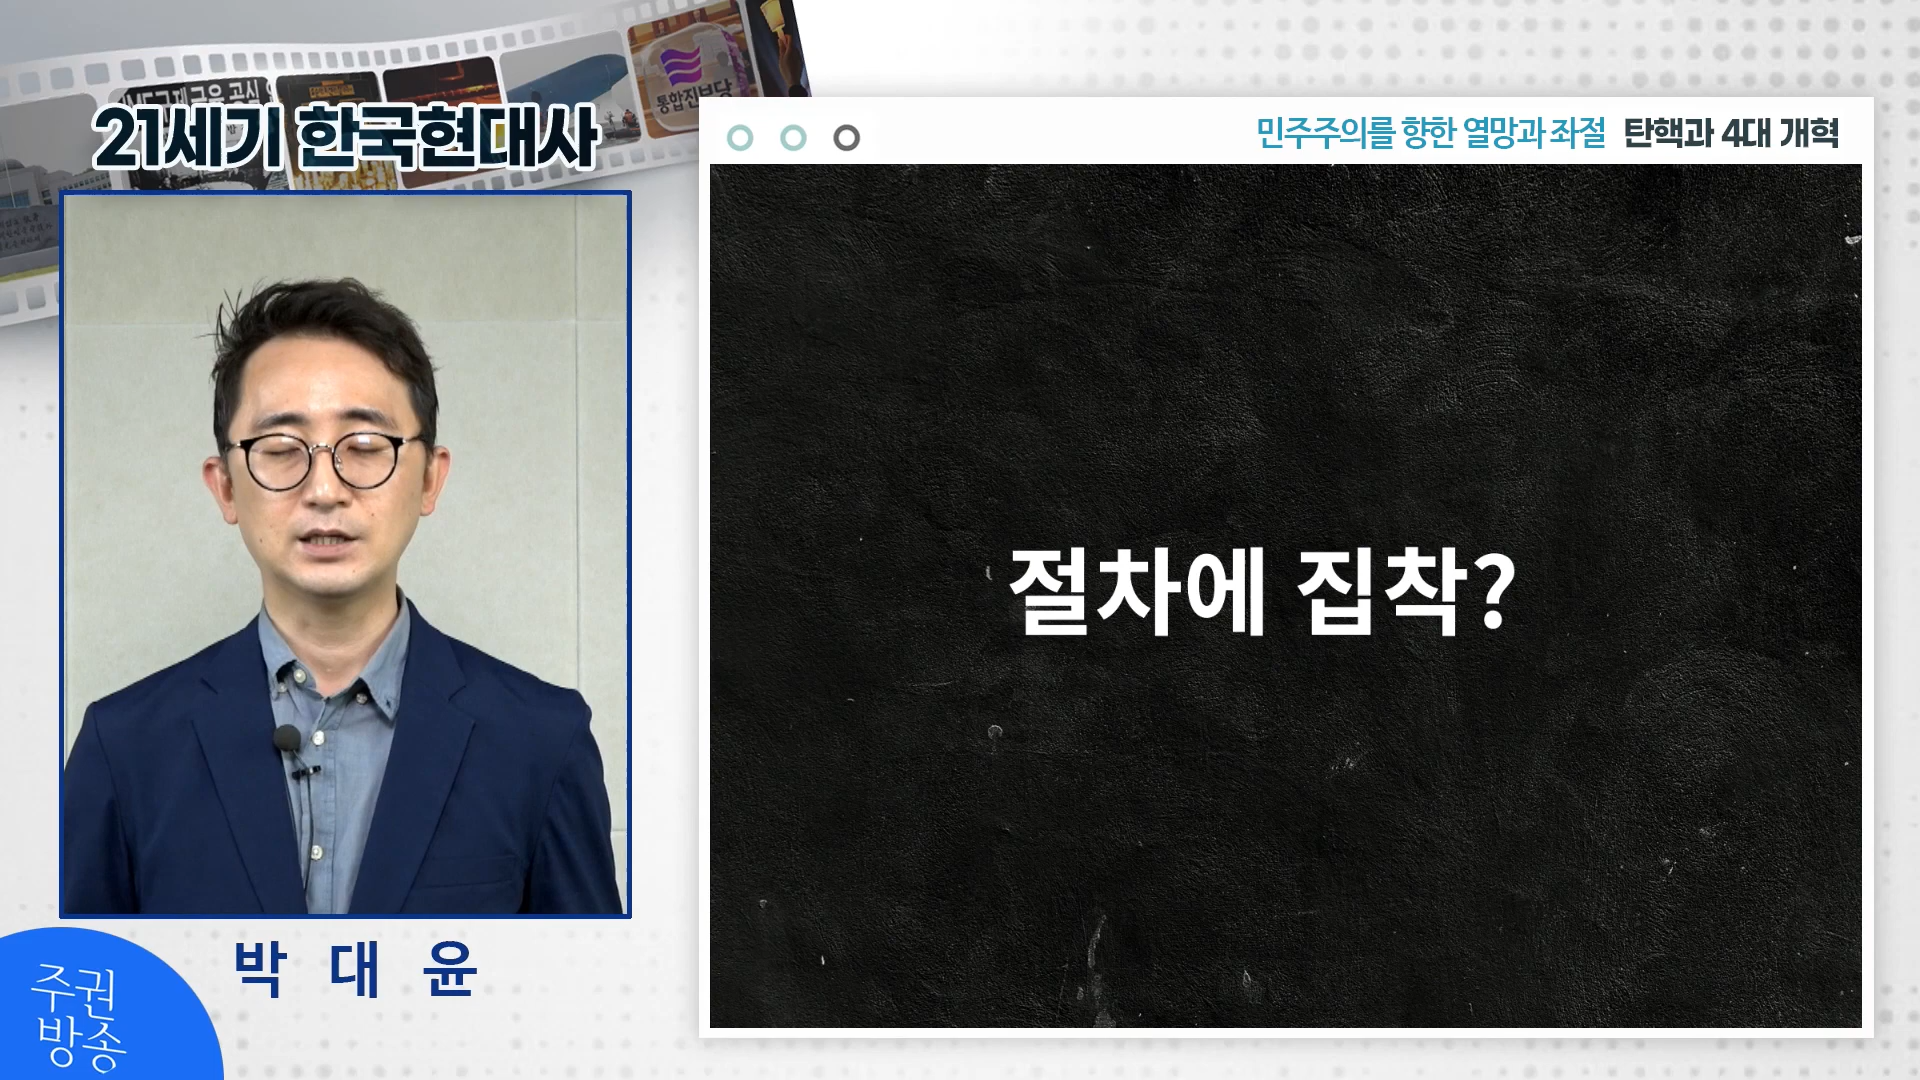 통합진보당
21세기 한국현대사
민주주의를 향한 열망과 좌절 탄핵과 4대 개혁
절차에 집착?
박대윤
주권
방송